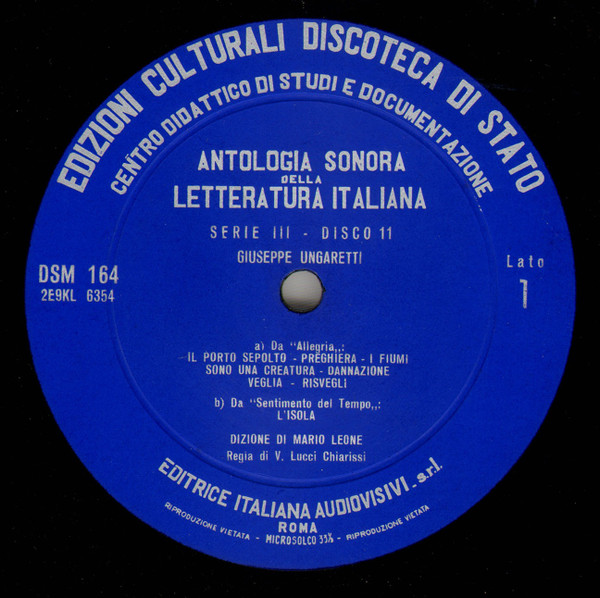 EDIZIONI CULTURALI DISCOTECA DI STATO
CENTRO DIDATTICO DI STUDI E DOCUMENTAZIONE
ANTOLOGIA SONORA
DELLA
LETTERATURA ITALIANA
SERIE III - DISCO 11
GIUSEPPE UNGARETTI
DSM 164
2E9KL 6354
Lato
1
a) Da "Allegria„:
IL PORTO SEPOLTO - PREGHIERA - I FIUMI
SONO UNA CREATURA - DANNAZIONE
VEGLIA - RISVEGLI
b) Da "Sentimento del Tempo„:
L'ISOLA
DIZIONE DI MARIO LEONE
Regia di V. Lucci Chiarissi
EDITRICE ITALIANA AUDIOVISIVI - s.r.l.
ROMA
RIPRODUZIONE VIETATA - MICROSOLCO 33⅓ - RIPRODUZIONE VIETATA